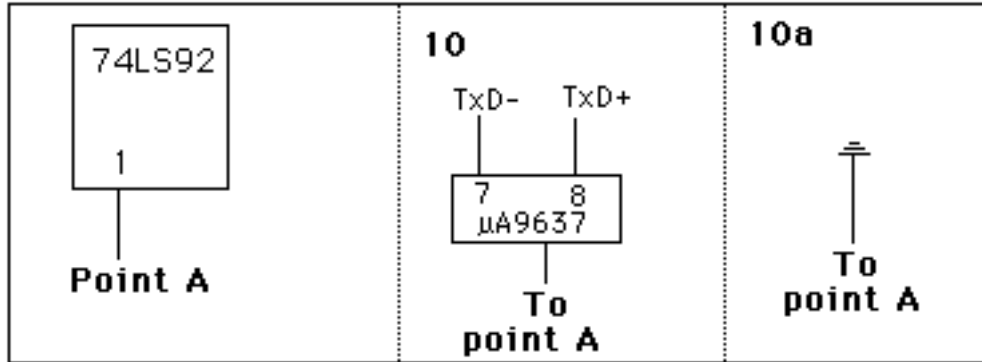 74LS92
1
Point A
10
TxD- TxD+
7 8
µA9637
To
point A
10a
To
point A